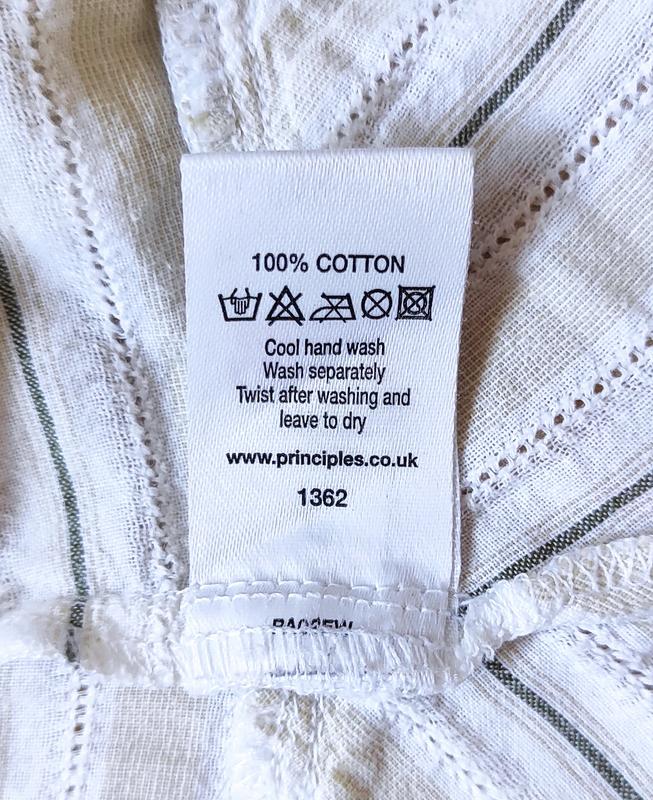 100% COTTON
Cool hand wash
Wash separately
Twist after washing and
leave to dry
www.principles.co.uk
1362